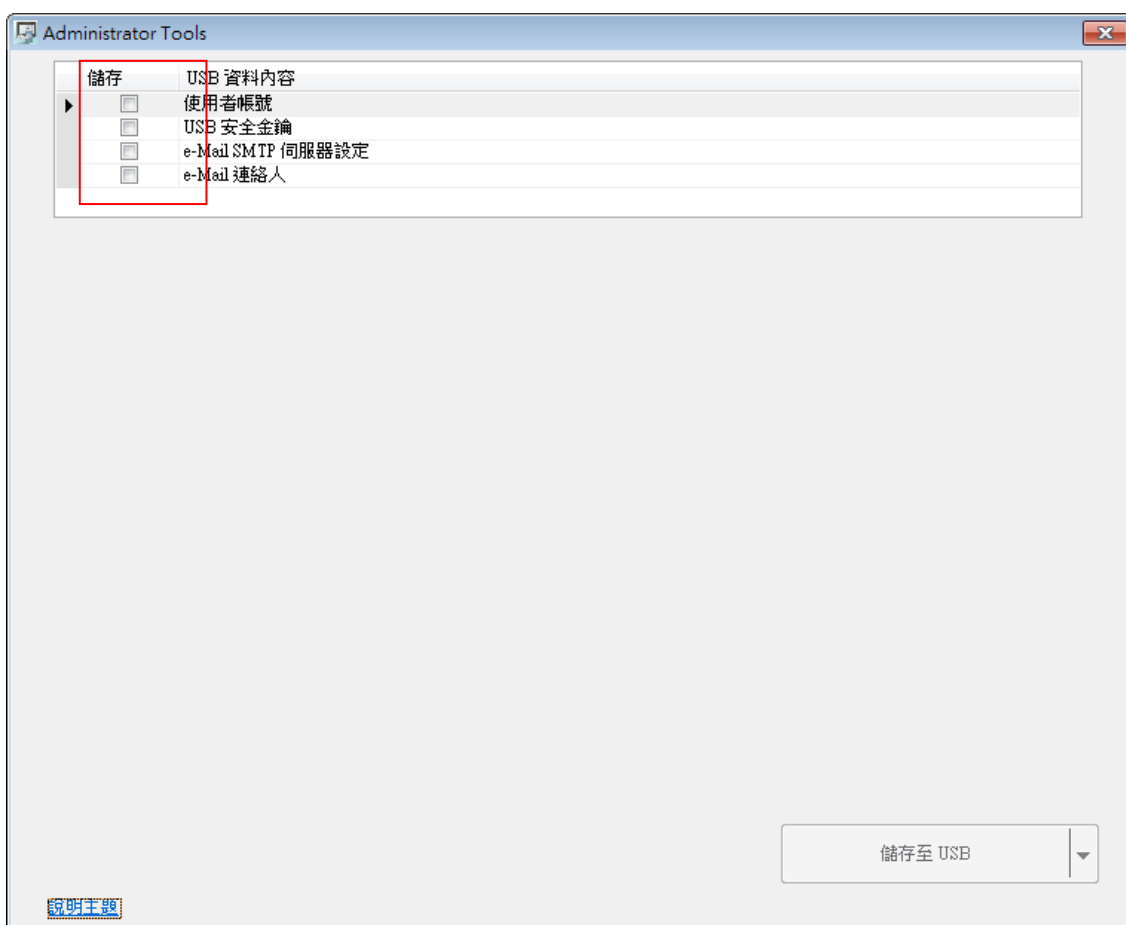 Administrator Tools
儲存 USB 資料內容
使用者帳號
USB 安全金鑰
e-Mail SMTP 伺服器設定
e-Mail 連絡人
儲存至 USB
說明主題